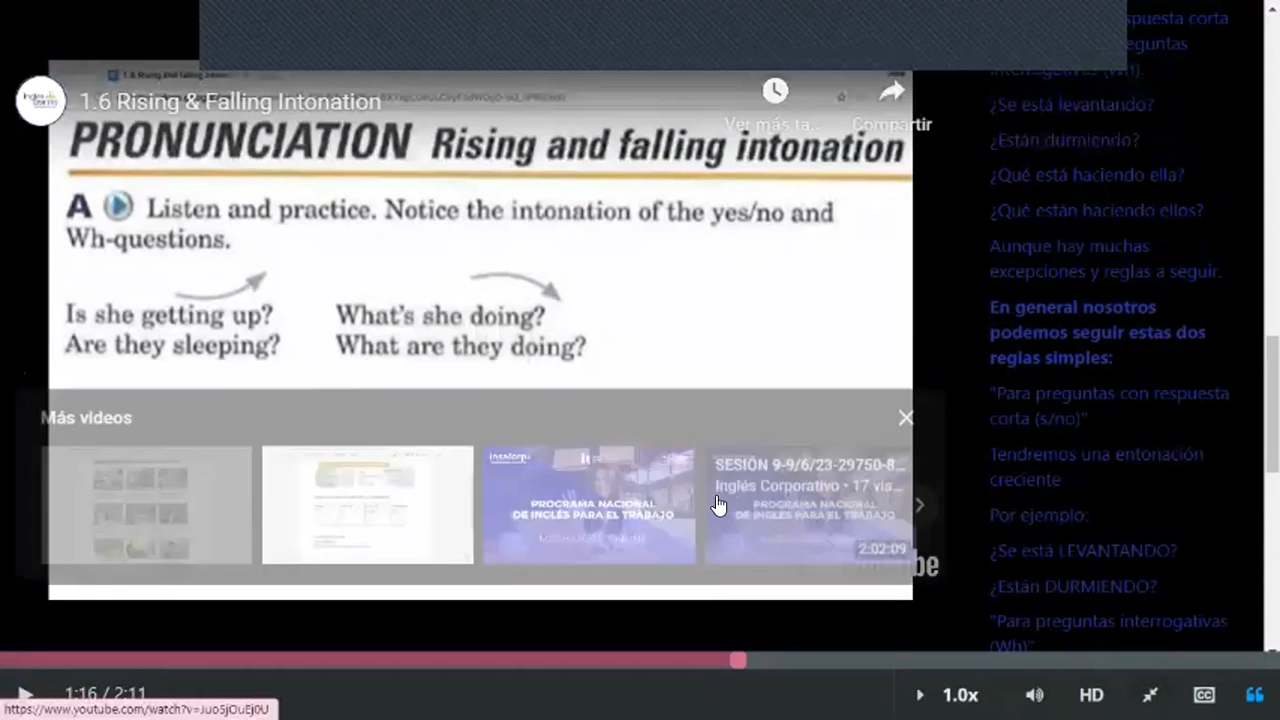 1.6 Rising & Falling Intonation
Ver más ta...
Compartir
PRONUNCIATION Rising and falling intonation
A Listen and practice. Notice the intonation of the yes/no and
Wh-questions.
Is she getting up?
Are they sleeping?
What's she doing?
What are they doing?
Más videos
PROGRAMA NACIONAL
DE INGLÉS PARA EL TRABAJO
SESIÓN 9-9/6/23-29750-8...
Inglés Corporativo • 17 vis...
PROGRAMA NACIONAL
DE INGLÉS PARA EL TRABAJO
2:02:09
spuesta corta
eguntas
¿Se está levantando?
¿Están durmiendo?
¿Qué está haciendo ella?
¿Qué están haciendo ellos?
Aunque hay muchas
excepciones y reglas a seguir.
En general nosotros
podemos seguir estas dos
reglas simples:
"Para preguntas con respuesta
corta (s/no)"
Tendremos una entonación
creciente
Por ejemplo:
¿Se está LEVANTANDO?
¿Están DURMIENDO?
"Para preguntas interrogativas
(Wh)"
1:16 / 2:11
1.0x
HD
CC